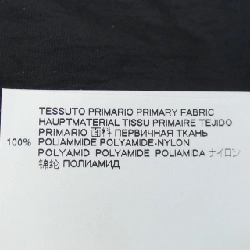 TESSUTO PRIMARIO PRIMARY FABRIC
HAUPTMATERIAL TISSU PRIMAIRE TEJIDO
PRIMARIO 面料 ПЕРВИЧНАЯ ТКАНЬ
100% POLIAMMIDE POLYAMIDE-NYLON
POLYAMID POLYAMIDE POLIAMIDA ナイロン
锦纶 ПОЛИАМИД